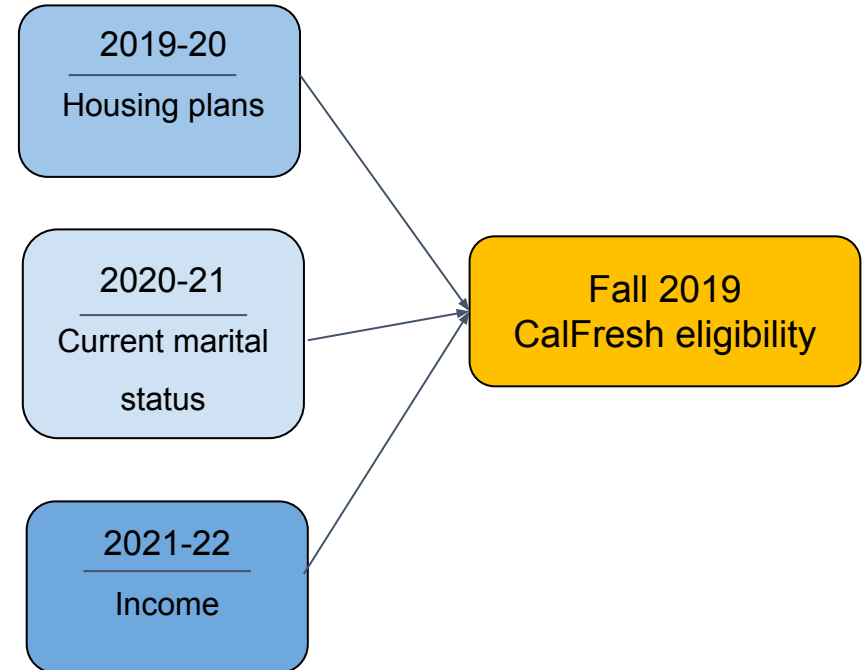 2019-20
Housing plans
2020-21
Current marital
status
2021-22
Income
Fall 2019
CalFresh eligibility